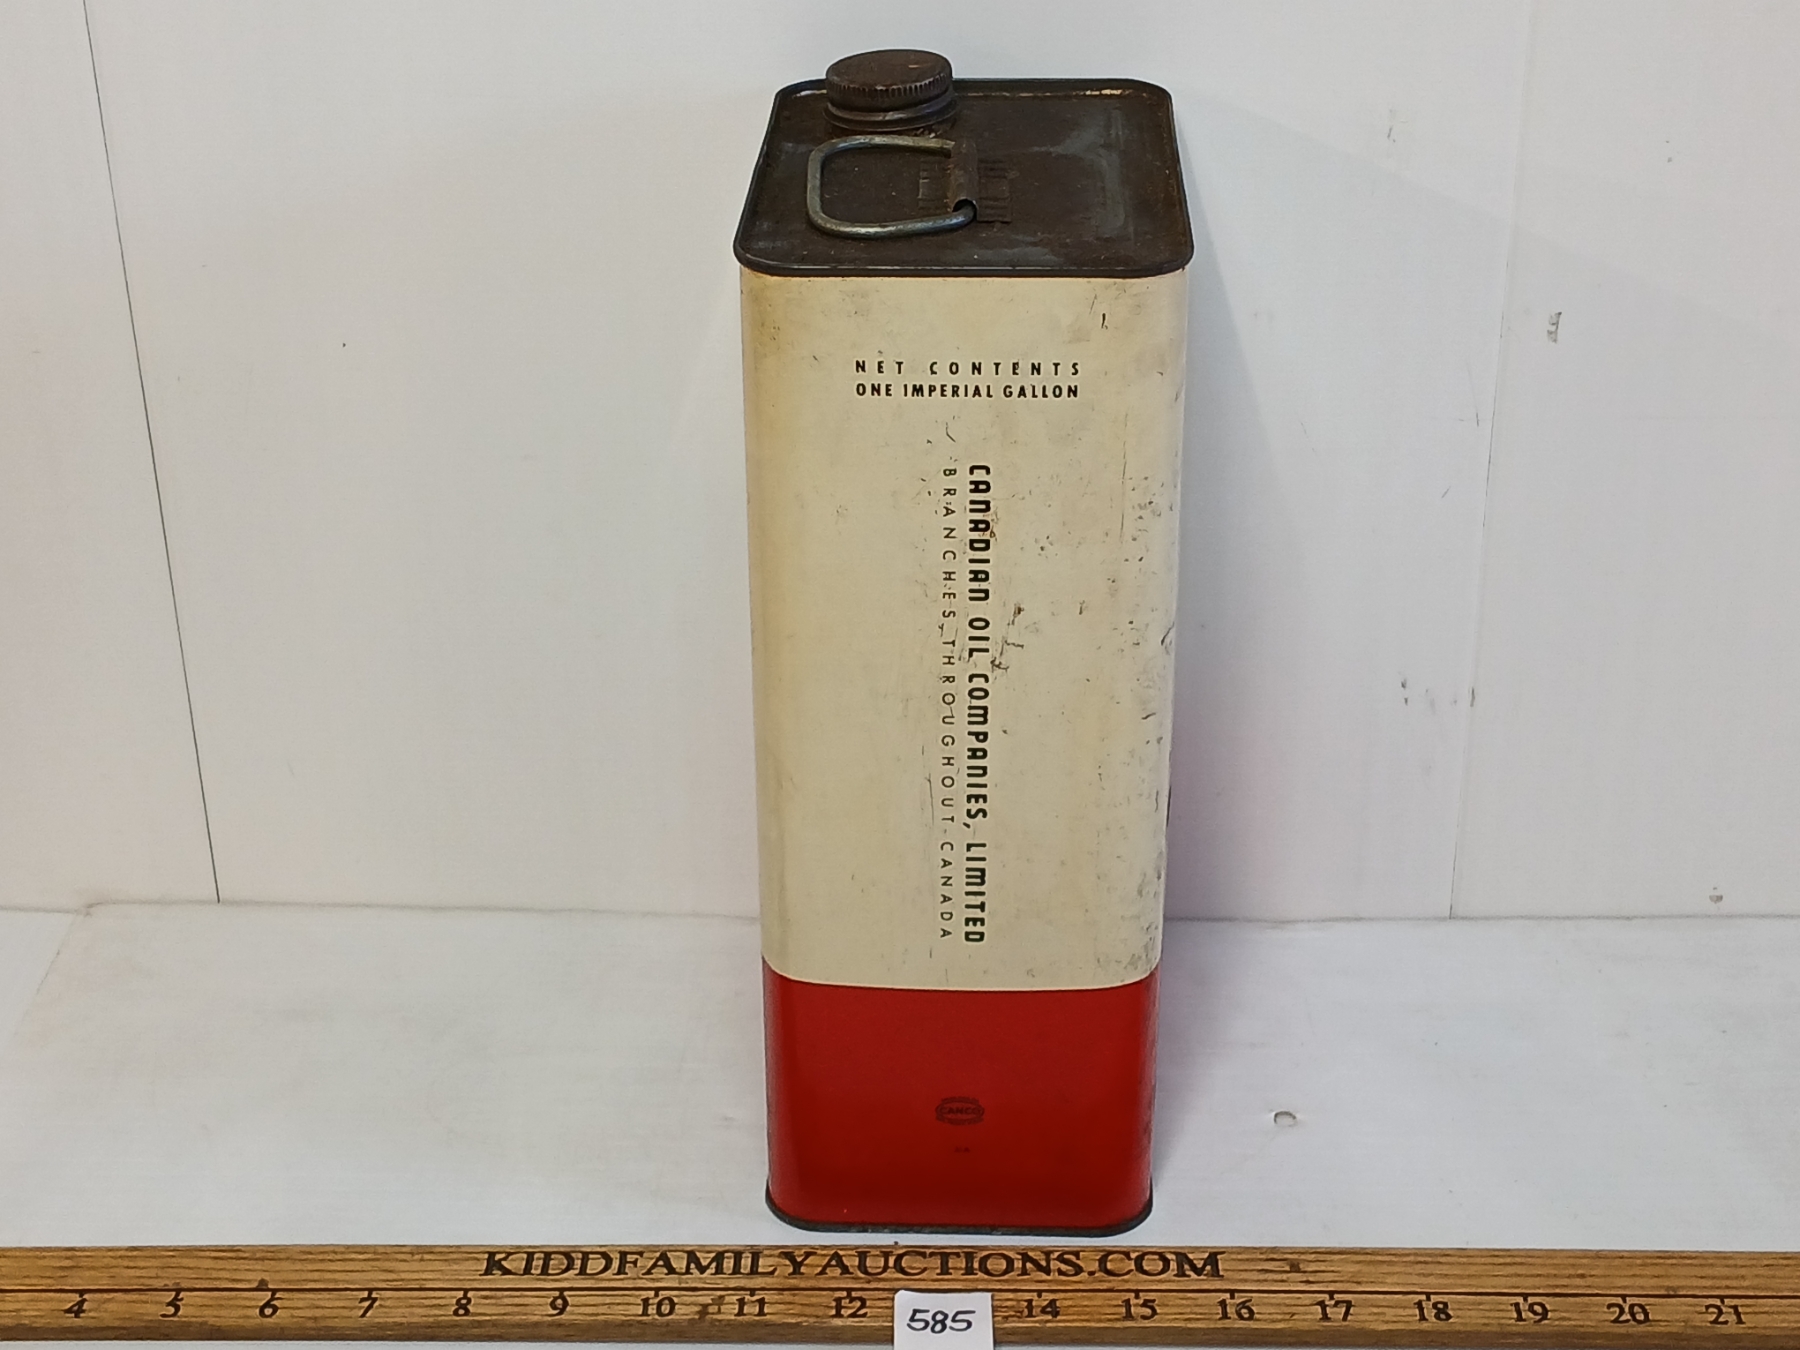 NET CONTENTS
ONE IMPERIAL GALLON
CANADIAN OIL COMPANIES, LIMITED
BRANCHES THROUGHOUT CANADA
CANCO
KIDDFAMILYAUCTIONS.COM
4 5 6 7 8 9 10 11 12 14 15 16 17 18 19 20 21
585